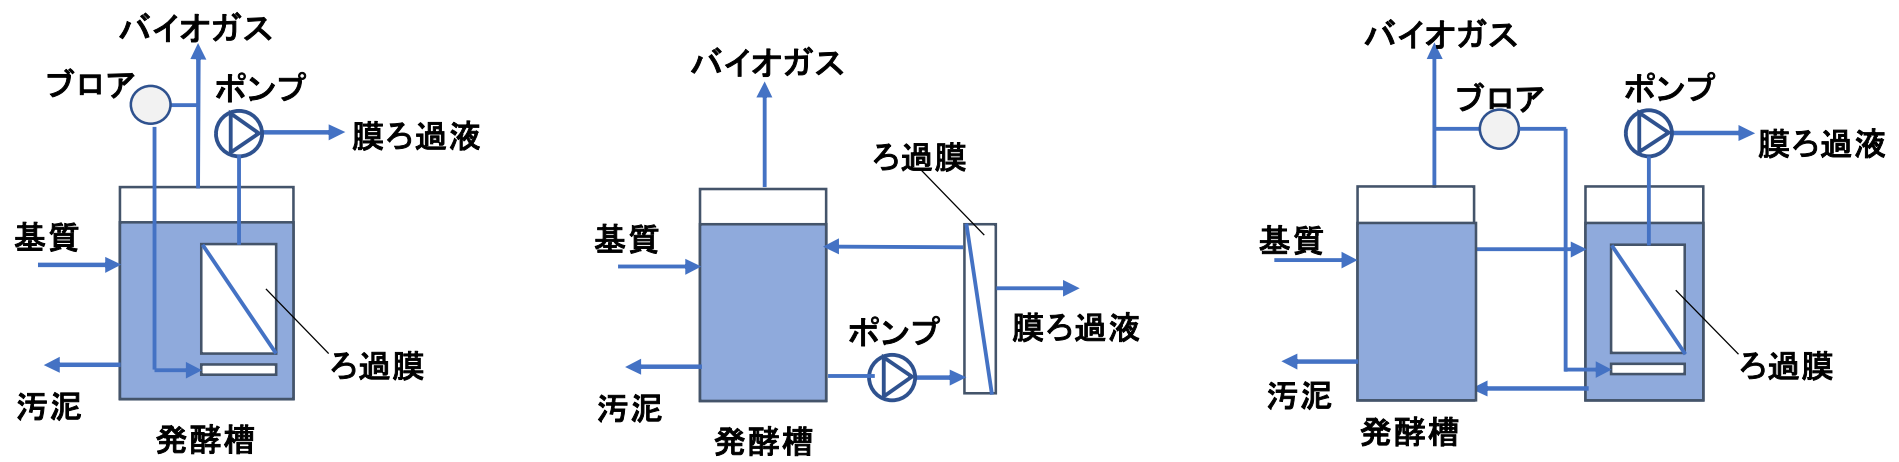 バイオガス
ブロア
ポンプ
膜ろ過液
基質
ろ過膜
汚泥
発酵槽
バイオガス
ろ過膜
基質
膜ろ過液
ポンプ
汚泥
発酵槽
バイオガス
ブロア
ポンプ
膜ろ過液
基質
ろ過膜
汚泥
発酵槽